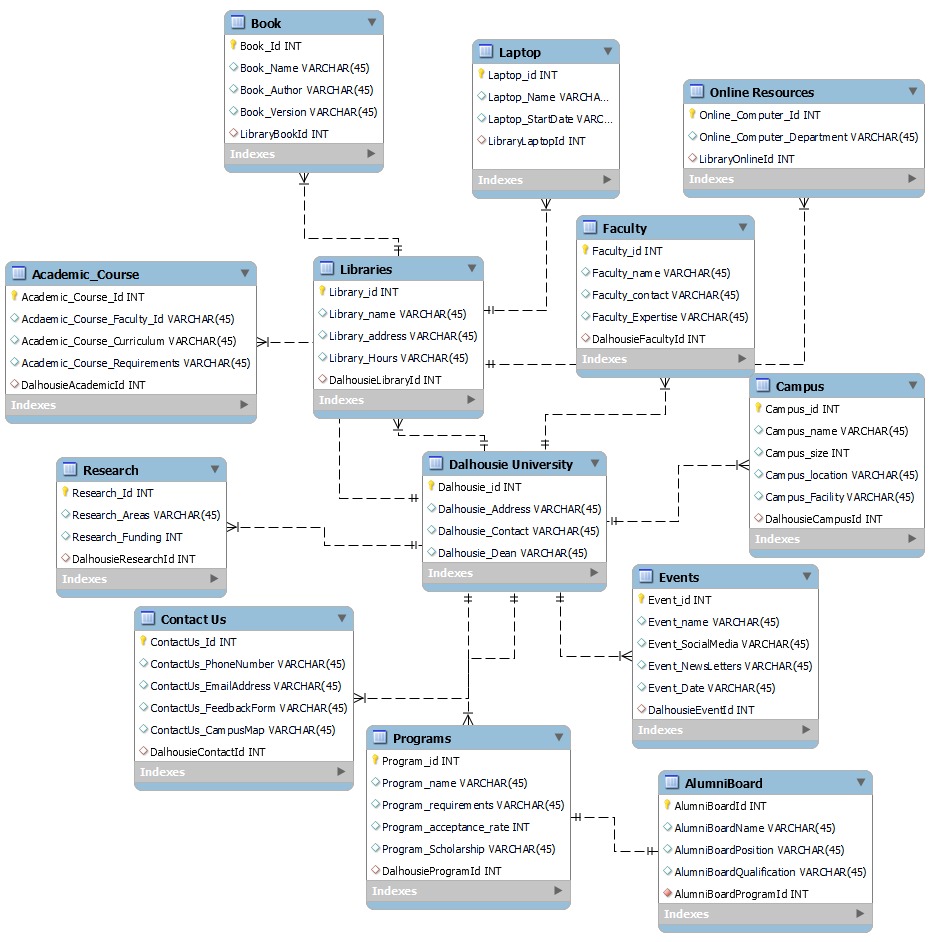 Book
Book_Id INT
Book_Name VARCHAR(45)
Book_Author VARCHAR(45)
Book_Version VARCHAR(45)
LibraryBookId INT
Indexes
Laptop
Laptop_id INT
Laptop_Name VARCHA...
Laptop_StartDate VARC...
LibraryLaptopId INT
Indexes
Online Resources
Online_Computer_Id INT
Online_Computer_Department VARCHAR(45)
LibraryOnlineId INT
Indexes
Faculty
Faculty_id INT
Faculty_name VARCHAR(45)
Faculty_contact VARCHAR(45)
Faculty_Expertise VARCHAR(45)
DalhousieFacultyId INT
Indexes
Academic_Course
Academic_Course_Id INT
Acdaemic_Course_Faculty_Id VARCHAR(45)
Academic_Course_Curriculum VARCHAR(45)
Academic_Course_Requirements VARCHAR(45)
DalhousieAcademicId INT
Indexes
Libraries
Library_id INT
Library_name VARCHAR(45)
Library_address VARCHAR(45)
Library_Hours VARCHAR(45)
DalhousieLibraryId INT
Indexes
Campus
Campus_id INT
Campus_name VARCHAR(45)
Campus_size INT
Campus_location VARCHAR(45)
Campus_Facility VARCHAR(45)
DalhousieCampusId INT
Indexes
Research
Research_Id INT
Research_Areas VARCHAR(45)
Research_Funding INT
DalhousieResearchId INT
Indexes
Dalhousie University
Dalhousie_id INT
Dalhousie_Address VARCHAR(45)
Dalhousie_Contact VARCHAR(45)
Dalhousie_Dean VARCHAR(45)
Indexes
Events
Event_id INT
Event_name VARCHAR(45)
Event_SocialMedia VARCHAR(45)
Event_NewsLetters VARCHAR(45)
Event_Date VARCHAR(45)
DalhousieEventId INT
Indexes
Contact Us
ContactUs_Id INT
ContactUs_PhoneNumber VARCHAR(45)
ContactUs_EmailAddress VARCHAR(45)
ContactUs_FeedbackForm VARCHAR(45)
ContactUs_CampusMap VARCHAR(45)
DalhousieContactId INT
Indexes
Programs
Program_id INT
Program_name VARCHAR(45)
Program_requirements VARCHAR(45)
Program_acceptance_rate INT
Program_Scholarship VARCHAR(45)
DalhousieProgramId INT
Indexes
AlumniBoard
AlumniBoardId INT
AlumniBoardName VARCHAR(45)
AlumniBoardPosition VARCHAR(45)
AlumniBoardQualification VARCHAR(45)
AlumniBoardProgramId INT
Indexes